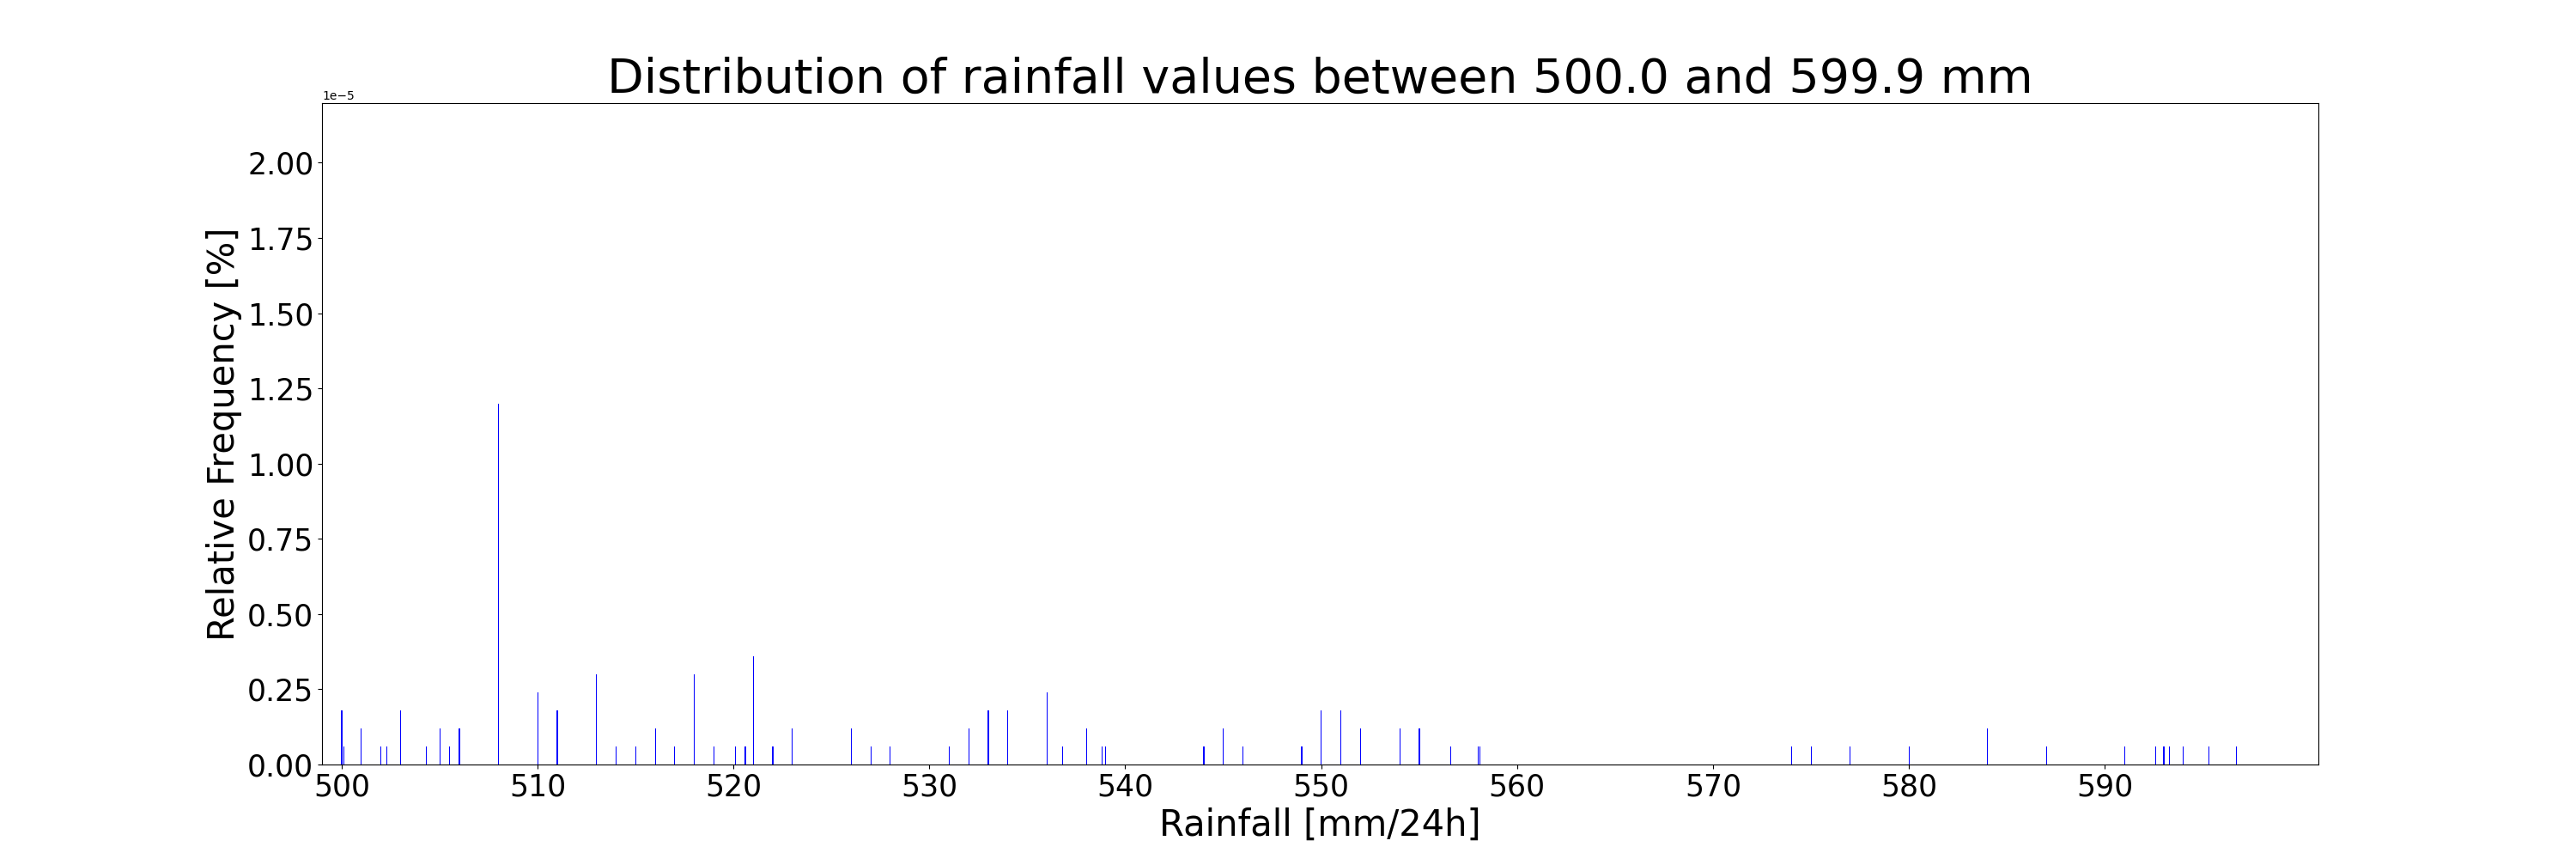 Distribution of rainfall values between 500.0 and 599.9 mm
1e−5
2.00
1.75
1.50
1.25
1.00
0.75
0.50
0.25
0.00
Relative Frequency [%]
500 510 520 530 540 550 560 570 580 590
Rainfall [mm/24h]